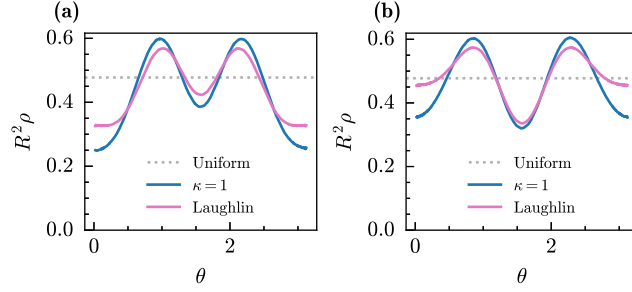 (a)
(b)
0.6
0.4
0.2
0.0
R²ρ
Uniform
κ = 1
Laughlin
0
2
θ
0.6
0.4
0.2
0.0
R²ρ
Uniform
κ = 1
Laughlin
0
2
θ